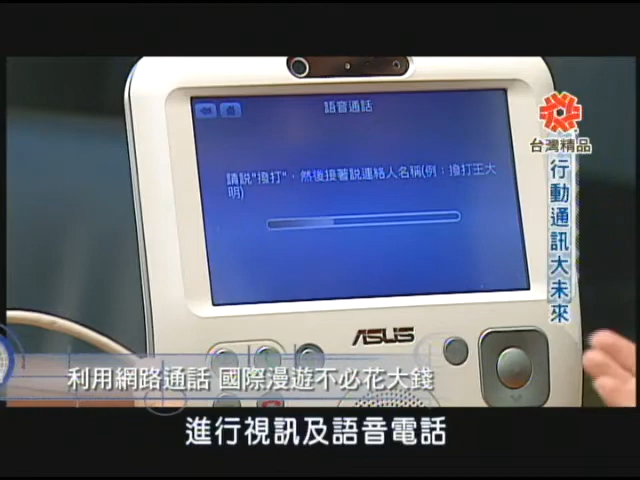 語音通話
請説"撥打"，然後接著説連絡人名稱(例：撥打王大
明)
ASUS
台灣精品
行動通訊大未來
利用網路通話 國際漫遊不必花大錢
進行視訊及語音電話